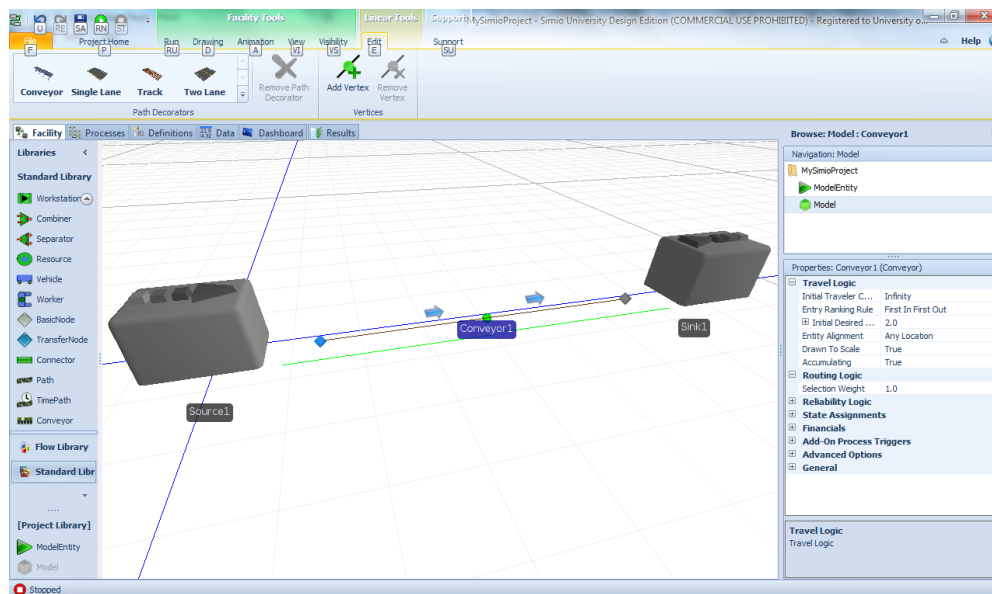 U RE SA RN ST
Facility Tools Linear Tools Support MySimioProject - Simio University Design Edition (COMMERCIAL USE PROHIBITED) - Registered to University o...
File Project Home Run Drawing Animation View Visibility Edit Support Help
F P RU D A VI VS E SU
Conveyor Single Lane Track Two Lane Remove Path Decorator Add Vertex Remove Vertex
Path Decorators Vertices
Facility Processes Definitions Data Dashboard Results
Libraries <
Standard Library
Workstation
Combiner
Separator
Resource
Vehicle
Worker
BasicNode
TransferNode
Connector
Path
TimePath
Conveyor
Flow Library
Standard Libr
[Project Library]
ModelEntity
Model
Source1
Conveyor1
Sink1
Browse: Model : Conveyor1
Navigation: Model
MySimioProject
ModelEntity
Model
Properties: Conveyor1 (Conveyor)
Travel Logic
Initial Traveler C... Infinity
Entry Ranking Rule First In First Out
Initial Desired ... 2.0
Entity Alignment Any Location
Drawn To Scale True
Accumulating True
Routing Logic
Selection Weight 1.0
Reliability Logic
State Assignments
Financials
Add-On Process Triggers
Advanced Options
General
Travel Logic
Travel Logic
Stopped